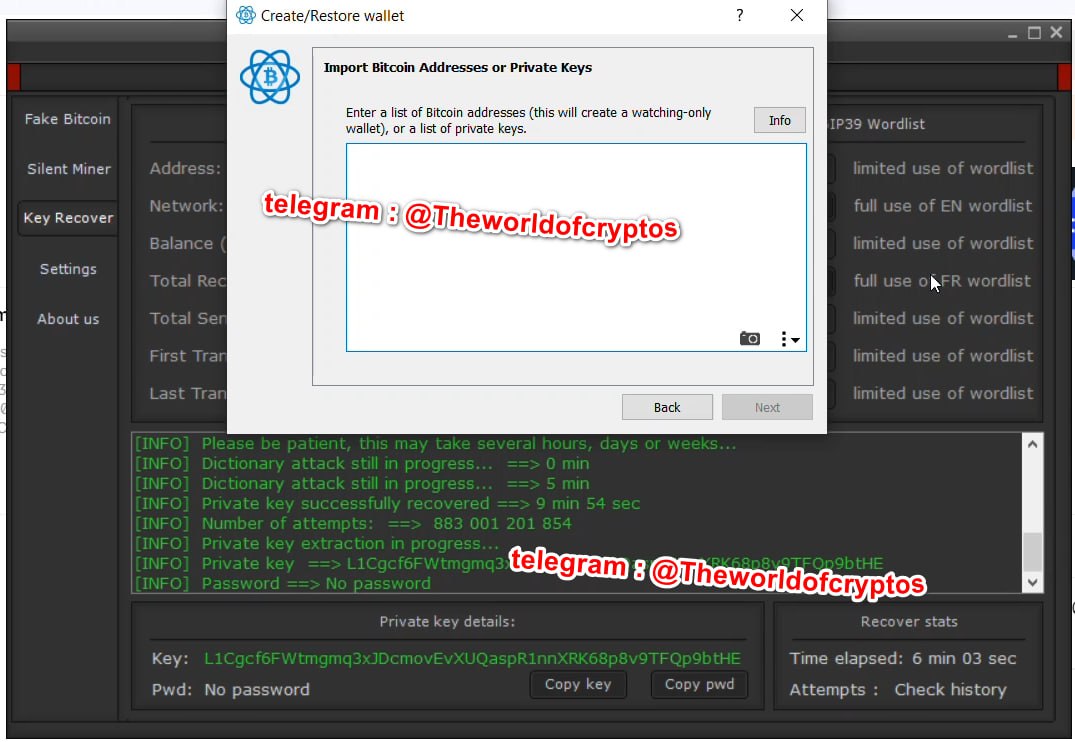 Create/Restore wallet
?
Import Bitcoin Addresses or Private Keys
Enter a list of Bitcoin addresses (this will create a watching-only
wallet), or a list of private keys.
Info
telegram : @Theworldofcryptos
Back
Next
Fake Bitcoin
Silent Miner
Key Recover
Settings
About us
Address:
Network:
Balance (
Total Rec
Total Sen
First Tran
Last Tran
IP39 Wordlist
limited use of wordlist
full use of EN wordlist
limited use of wordlist
full use of FR wordlist
limited use of wordlist
limited use of wordlist
limited use of wordlist
[INFO] Please be patient, this may take several hours, days or weeks...
[INFO] Dictionary attack still in progress... ==> 0 min
[INFO] Dictionary attack still in progress... ==> 5 min
[INFO] Private key successfully recovered ==> 9 min 54 sec
[INFO] Number of attempts: ==> 883 001 201 854
[INFO] Private key extraction in progress...
[INFO] Private key ==>
telegram : @Theworldofcryptos
[INFO] Password ==> No password
Private key details:
Key: L1Cgcf6FWtmgmq3xJDcmovEvXUQaspR1nnXRK68p8v9TFQp9btHE
Pwd: No password
Copy key
Copy pwd
Recover stats
Time elapsed: 6 min 03 sec
Attempts : Check history